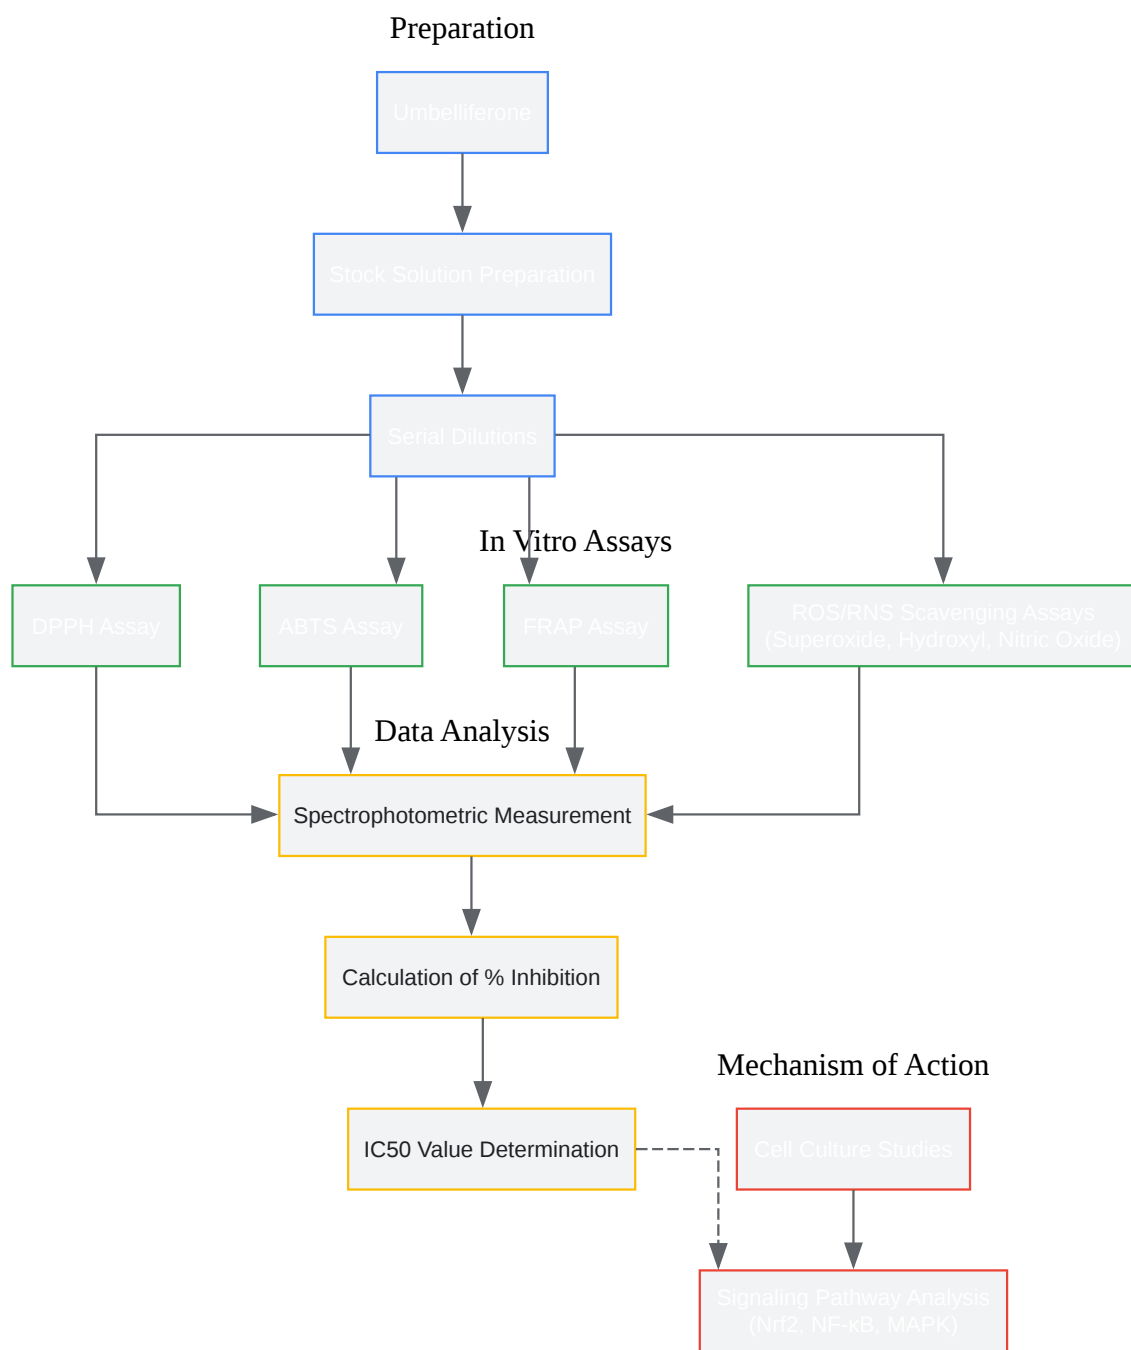 Preparation
Umbelliferone
Stock Solution Preparation
Serial Dilutions
In Vitro Assays
DPPH Assay
ABTS Assay
FRAP Assay
ROS/RNS Scavenging Assays
(Superoxide, Hydroxyl, Nitric Oxide)
Data Analysis
Spectrophotometric Measurement
Calculation of % Inhibition
Mechanism of Action
IC50 Value Determination
Cell Culture Studies
Signaling Pathway Analysis
(Nrf2, NF-κB, MAPK)